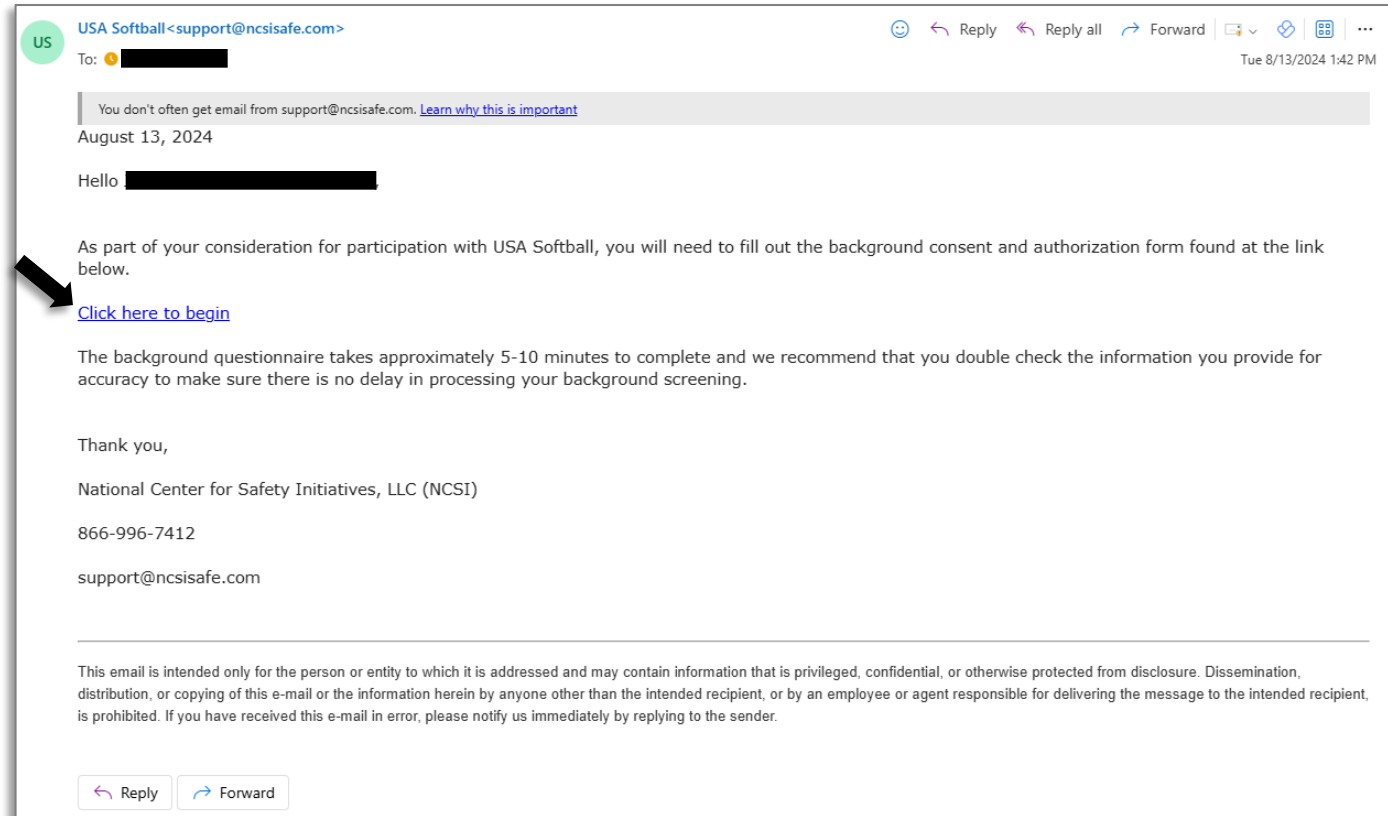 US
USA Softball<support@ncsisafe.com>
Reply Reply all Forward
To:
Tue 8/13/2024 1:42 PM
You don't often get email from support@ncsisafe.com. Learn why this is important
August 13, 2024
Hello ,
As part of your consideration for participation with USA Softball, you will need to fill out the background consent and authorization form found at the link
below.
Click here to begin
The background questionnaire takes approximately 5-10 minutes to complete and we recommend that you double check the information you provide for
accuracy to make sure there is no delay in processing your background screening.
Thank you,
National Center for Safety Initiatives, LLC (NCSI)
866-996-7412
support@ncsisafe.com
This email is intended only for the person or entity to which it is addressed and may contain information that is privileged, confidential, or otherwise protected from disclosure. Dissemination,
distribution, or copying of this e-mail or the information herein by anyone other than the intended recipient, or by an employee or agent responsible for delivering the message to the intended recipient,
is prohibited. If you have received this e-mail in error, please notify us immediately by replying to the sender.
Reply Forward